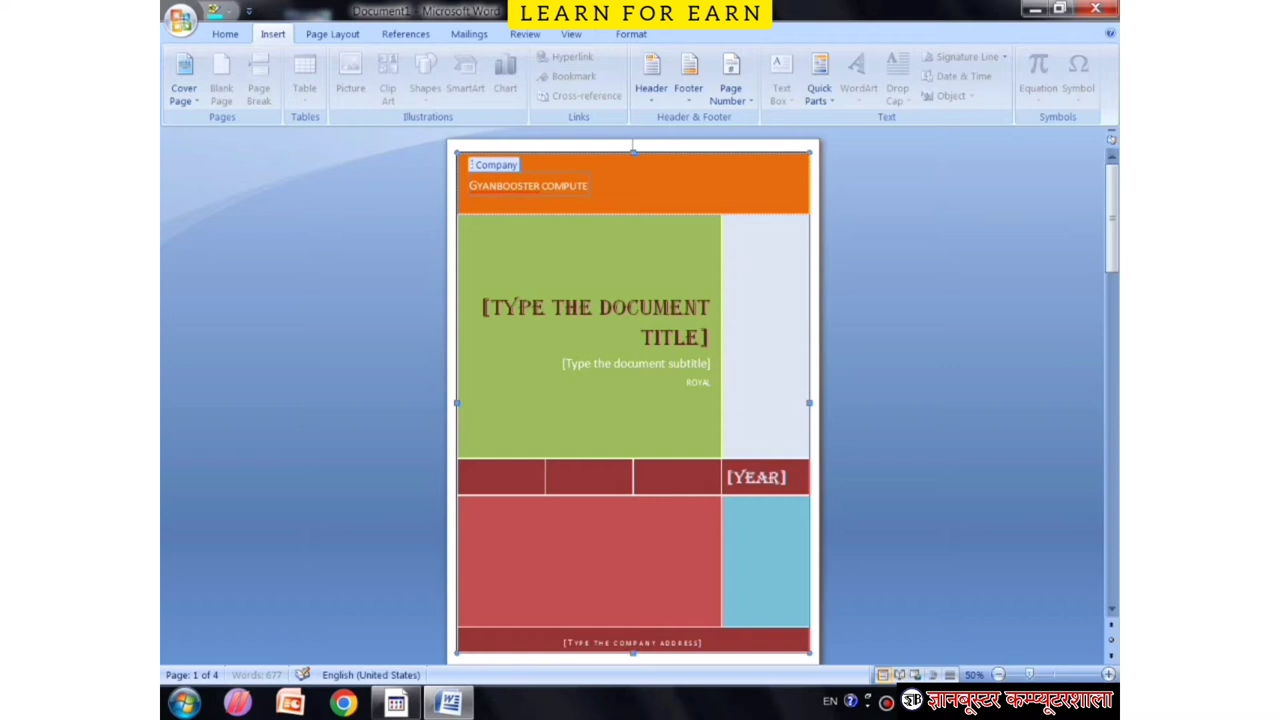 LEARN FOR EARN
Document1 - Microsoft Word
Home Insert Page Layout References Mailings Review View Format
Cover Page Blank Page Page Break Table Picture Clip Art Shapes SmartArt Chart Hyperlink Bookmark Cross-reference Header Footer Page Number Text Box Quick Parts WordArt Drop Cap Signature Line Date & Time Object Equation Symbol
Pages Tables Illustrations Links Header & Footer Text Symbols
Company
GYANBOOSTER COMPUTE
[TYPE THE DOCUMENT
TITLE]
[Type the document subtitle]
ROYAL
[YEAR]
[TYPE THE COMPANY ADDRESS]
Page: 1 of 4 Words: 677 English (United States) 50%
EN ज्ञानबूस्टर कम्प्यूटरशाला